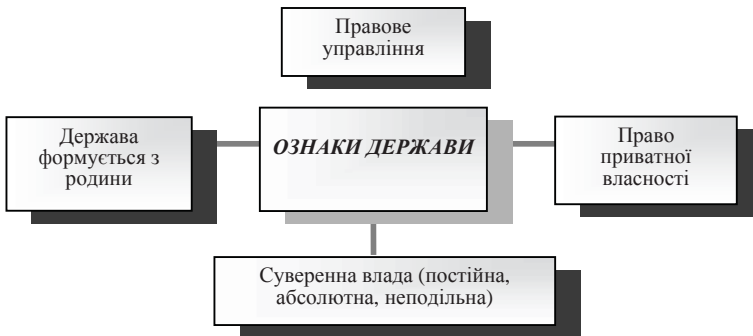 Правове
управління
Держава
формується з
родини
ОЗНАКИ ДЕРЖАВИ
Право
приватної
власності
Суверенна влада (постійна,
абсолютна, неподільна)